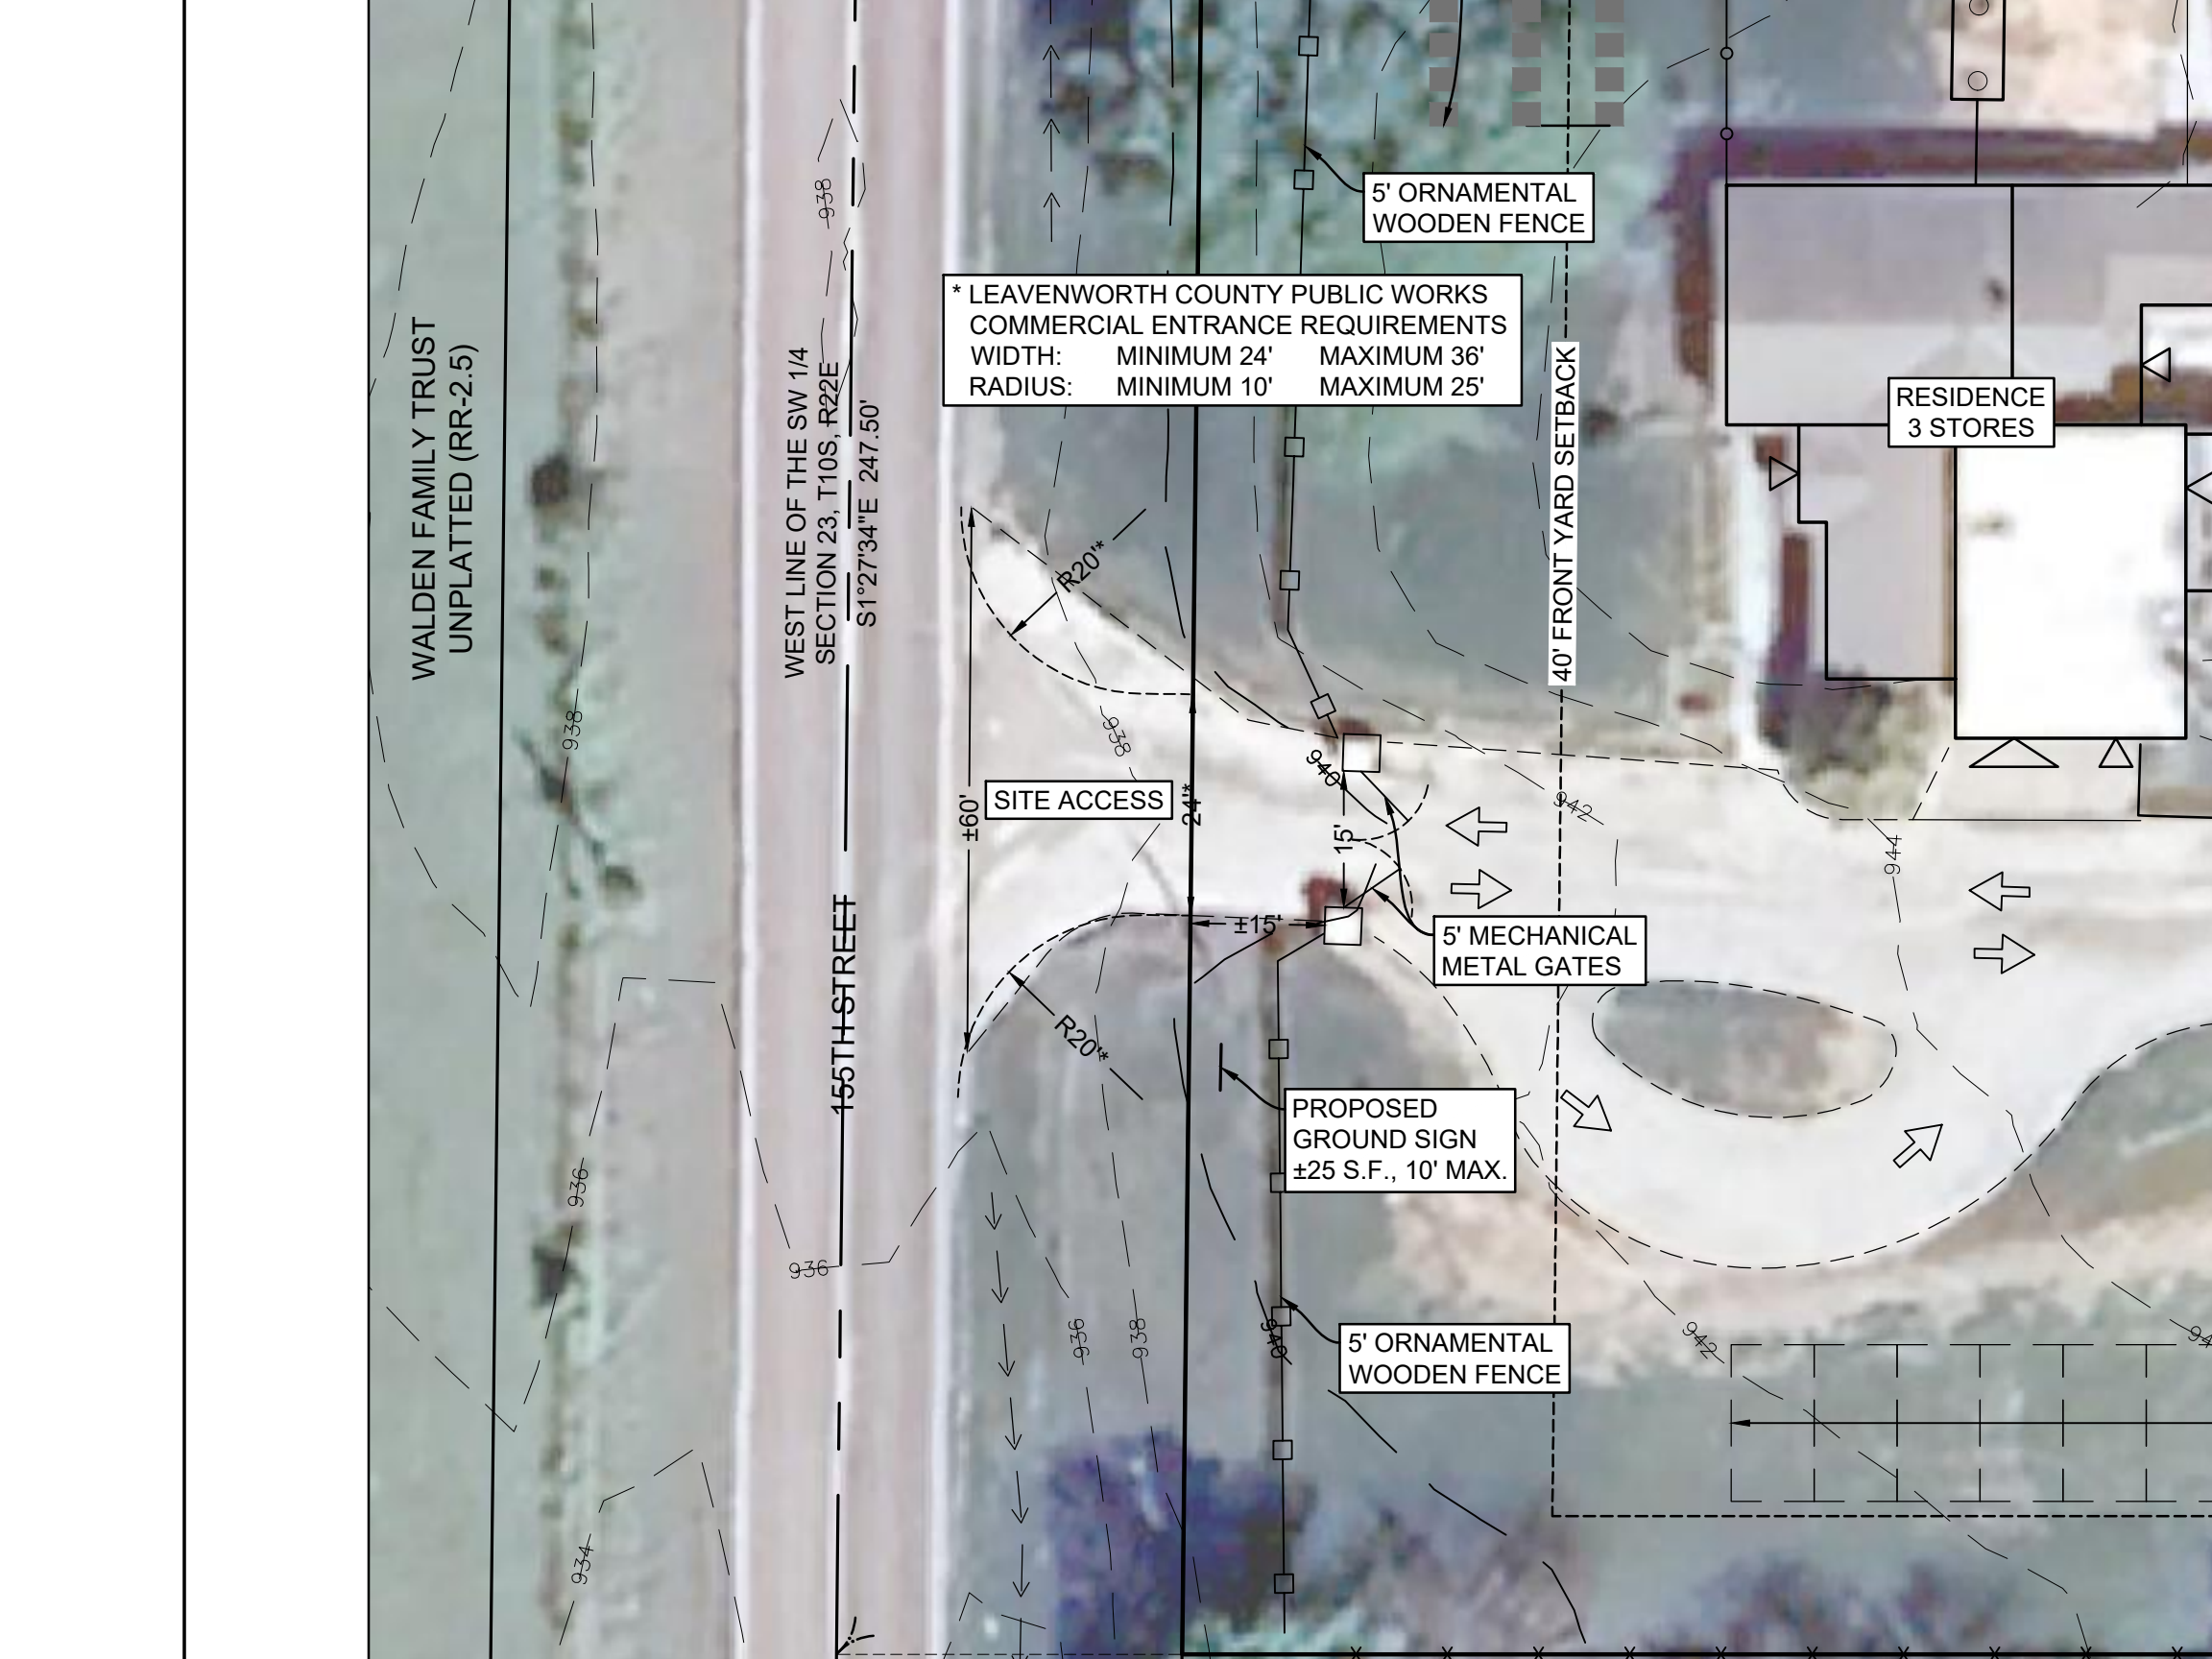 5' ORNAMENTAL
WOODEN FENCE
* LEAVENWORTH COUNTY PUBLIC WORKS
COMMERCIAL ENTRANCE REQUIREMENTS
WIDTH: MINIMUM 24' MAXIMUM 36'
RADIUS: MINIMUM 10' MAXIMUM 25'
WALDEN FAMILY TRUST
UNPLATTED (RR-2.5)
938
WEST LINE OF THE SW 1/4
SECTION 23, T10S, R22E
S1°27'34"E 247.50'
40' FRONT YARD SETBACK
RESIDENCE
3 STORES
R20'*
938
938
940
SITE ACCESS
±60'
24'*
15'
942
944
155TH STREET
±15'
5' MECHANICAL
METAL GATES
R20'*
PROPOSED
GROUND SIGN
±25 S.F., 10' MAX.
936
936
936
938
940
5' ORNAMENTAL
WOODEN FENCE
942
934